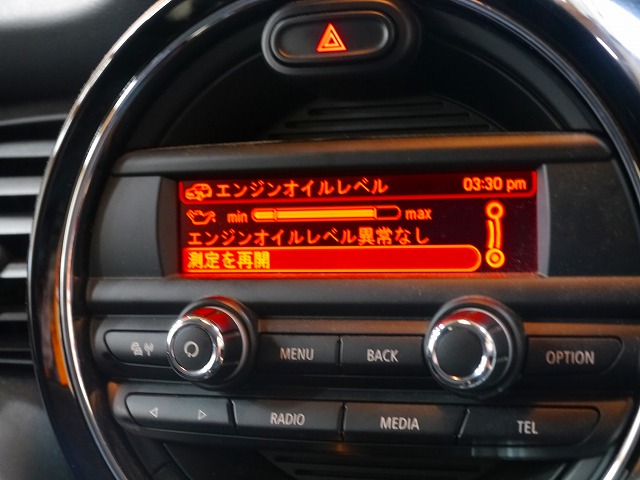 エンジンオイルレベル 03:30 pm
min max
エンジンオイルレベル異常なし
測定を再開
MENU BACK OPTION
RADIO MEDIA TEL